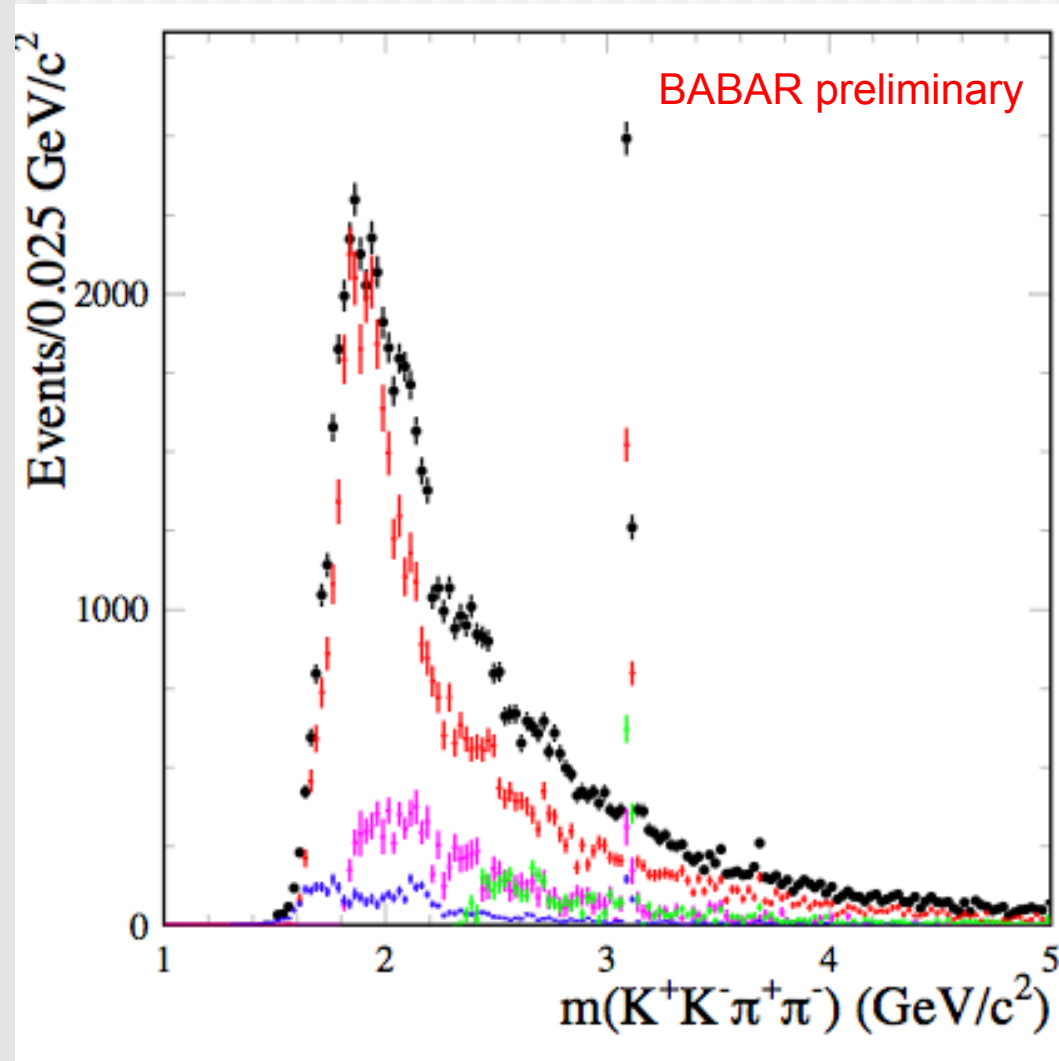 BABAR preliminary
Events/0.025 GeV/c²
2000
1000
0
1 2 3 4 5
m(K⁺K⁻π⁺π⁻) (GeV/c²)